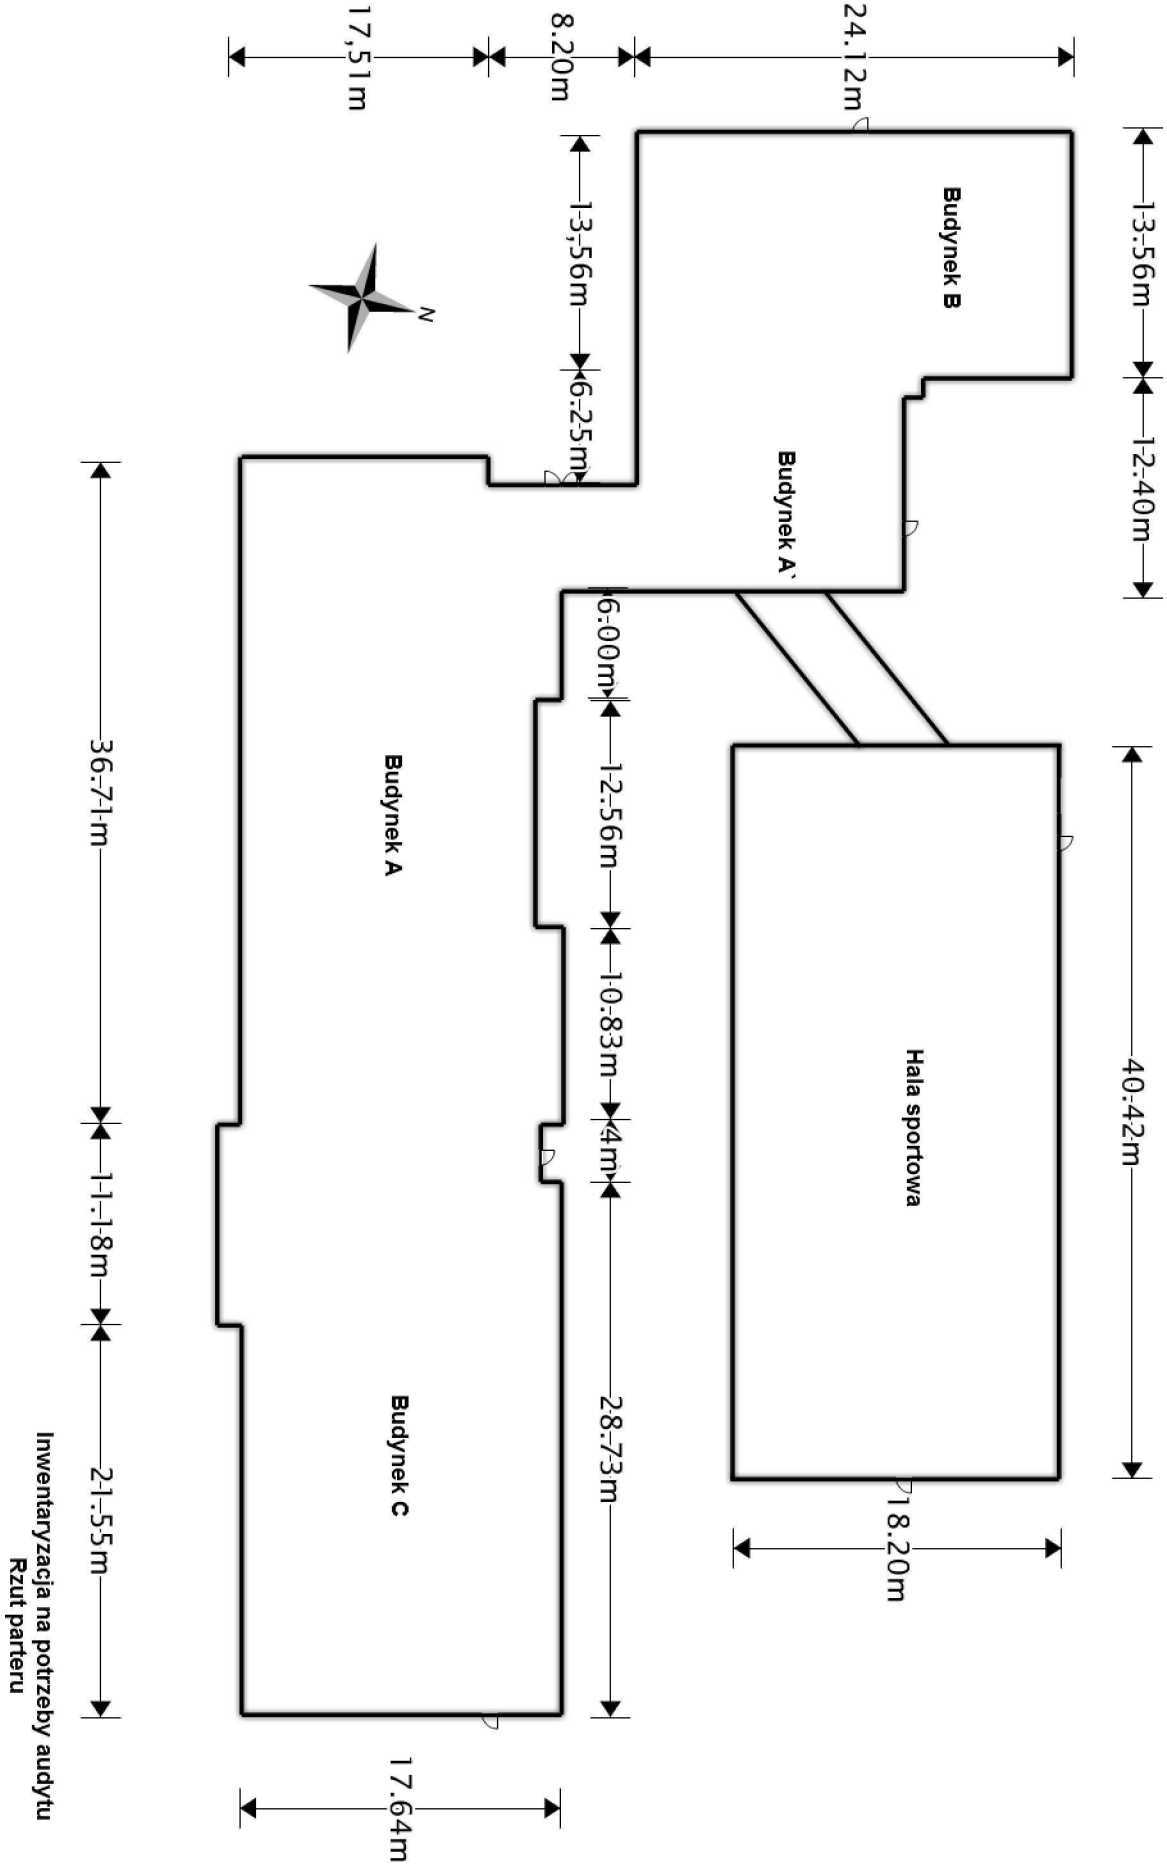 24.12m
8.20m
17,51m
13.56m
12.40m
13,56m
6.25m
Budynek B
Budynek A`
N
6.00m
12.56m
10.83m
4m
28.73m
40.42m
18.20m
Hala sportowa
Budynek A
Budynek C
36.71m
11.18m
21.55m
17.64m
Inwentaryzacja na potrzeby audytu
Rzut parteru